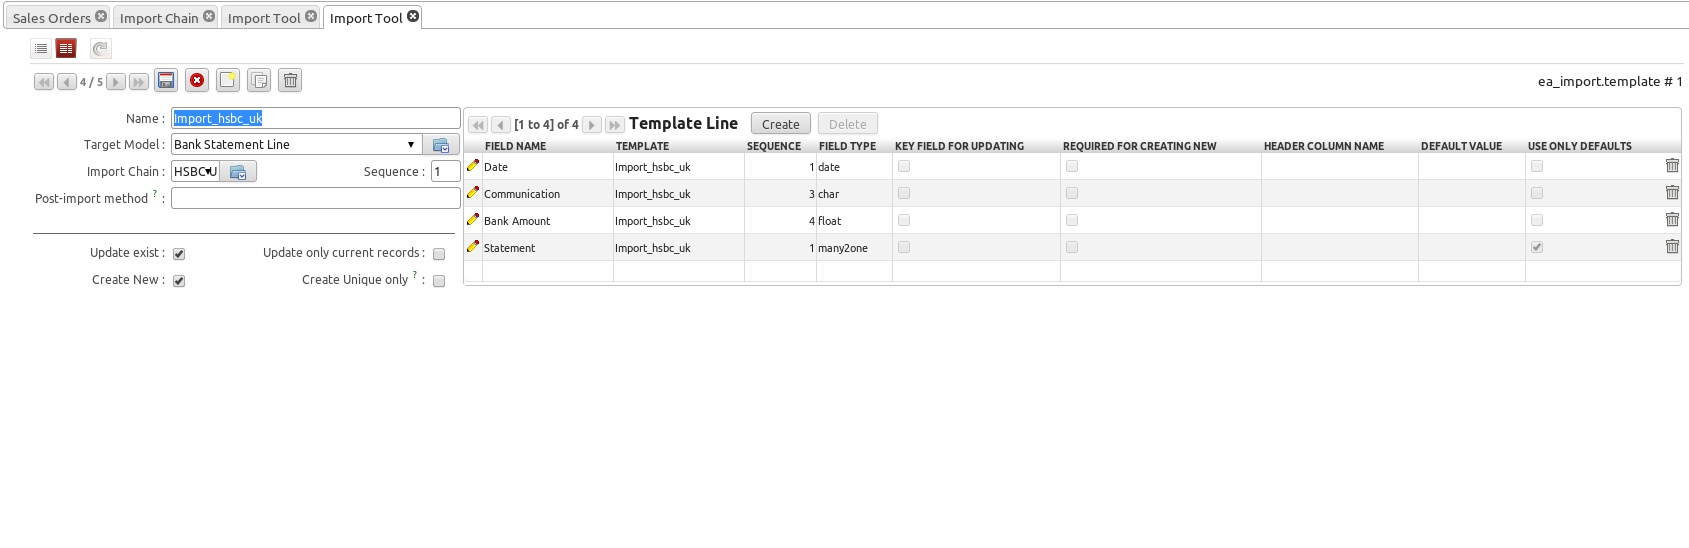 Sales Orders Import Chain Import Tool Import Tool
4 / 5 ea_import.template # 1
Name : Import_hsbc_uk
Target Model : Bank Statement Line
Import Chain : HSBC U Sequence : 1
Post-import method ? :
Update exist : Update only current records :
Create New : Create Unique only ? :
[1 to 4] of 4 Template Line Create Delete
FIELD NAME TEMPLATE SEQUENCE FIELD TYPE KEY FIELD FOR UPDATING REQUIRED FOR CREATING NEW HEADER COLUMN NAME DEFAULT VALUE USE ONLY DEFAULTS
Date Import_hsbc_uk 1 date
Communication Import_hsbc_uk 3 char
Bank Amount Import_hsbc_uk 4 float
Statement Import_hsbc_uk 1 many2one